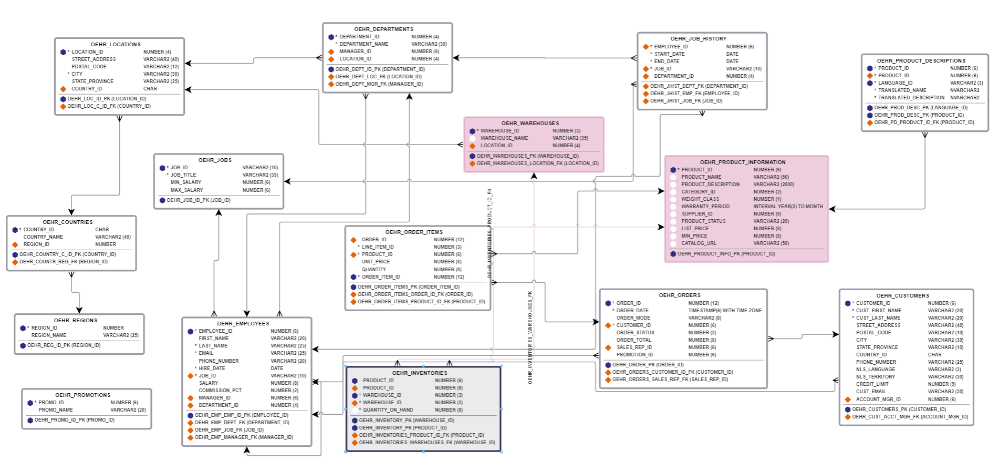 OEHR_DEPARTMENTS
* DEPARTMENT_ID NUMBER (4)
* DEPARTMENT_NAME VARCHAR2 (30)
MANAGER_ID NUMBER (6)
LOCATION_ID NUMBER (4)
OEHR_DEPT_ID_PK (DEPARTMENT_ID)
OEHR_DEPT_LOC_FK (LOCATION_ID)
OEHR_DEPT_MGR_FK (MANAGER_ID)
OEHR_LOCATIONS
* LOCATION_ID NUMBER (4)
STREET_ADDRESS VARCHAR2 (40)
POSTAL_CODE VARCHAR2 (12)
* CITY VARCHAR2 (30)
STATE_PROVINCE VARCHAR2 (25)
COUNTRY_ID CHAR
OEHR_LOC_ID_PK (LOCATION_ID)
OEHR_LOC_C_ID_FK (COUNTRY_ID)
OEHR_JOB_HISTORY
* EMPLOYEE_ID NUMBER (6)
* START_DATE DATE
* END_DATE DATE
* JOB_ID VARCHAR2 (10)
DEPARTMENT_ID NUMBER (4)
OEHR_JHIST_DEPT_FK (DEPARTMENT_ID)
OEHR_JHIST_EMP_FK (EMPLOYEE_ID)
OEHR_JHIST_JOB_FK (JOB_ID)
OEHR_PRODUCT_DESCRIPTIONS
* PRODUCT_ID NUMBER (6)
* PRODUCT_ID NUMBER (6)
* LANGUAGE_ID VARCHAR2 (3)
* TRANSLATED_NAME NVARCHAR2
* TRANSLATED_DESCRIPTION NVARCHAR2
OEHR_PROD_DESC_PK (LANGUAGE_ID)
OEHR_PROD_DESC_PK (PRODUCT_ID)
OEHR_PD_PRODUCT_ID_FK (PRODUCT_ID)
OEHR_WAREHOUSES
* WAREHOUSE_ID NUMBER (3)
WAREHOUSE_NAME VARCHAR2 (35)
LOCATION_ID NUMBER (4)
OEHR_WAREHOUSES_PK (WAREHOUSE_ID)
OEHR_WAREHOUSES_LOCATION_FK (LOCATION_ID)
OEHR_JOBS
* JOB_ID VARCHAR2 (10)
* JOB_TITLE VARCHAR2 (35)
MIN_SALARY NUMBER (6)
MAX_SALARY NUMBER (6)
OEHR_JOB_ID_PK (JOB_ID)
OEHR_PRODUCT_INFORMATION
* PRODUCT_ID NUMBER (6)
PRODUCT_NAME VARCHAR2 (50)
PRODUCT_DESCRIPTION VARCHAR2 (2000)
CATEGORY_ID NUMBER (2)
WEIGHT_CLASS NUMBER (1)
WARRANTY_PERIOD INTERVAL YEAR(2) TO MONTH
SUPPLIER_ID NUMBER (6)
PRODUCT_STATUS VARCHAR2 (20)
LIST_PRICE NUMBER (8)
MIN_PRICE NUMBER (8)
CATALOG_URL VARCHAR2 (50)
OEHR_PRODUCT_INFO_PK (PRODUCT_ID)
OEHR_COUNTRIES
* COUNTRY_ID CHAR
COUNTRY_NAME VARCHAR2 (40)
REGION_ID NUMBER
OEHR_COUNTRY_C_ID_PK (COUNTRY_ID)
OEHR_COUNTR_REG_FK (REGION_ID)
OEHR_ORDER_ITEMS
ORDER_ID NUMBER (12)
* LINE_ITEM_ID NUMBER (3)
* PRODUCT_ID NUMBER (6)
UNIT_PRICE NUMBER (8)
QUANTITY NUMBER (8)
* ORDER_ITEM_ID NUMBER (12)
OEHR_ORDER_ITEMS_PK (ORDER_ITEM_ID)
OEHR_ORDER_ITEMS_ORDER_ID_FK (ORDER_ID)
OEHR_ORDER_ITEMS_PRODUCT_ID_FK (PRODUCT_ID)
OEHR_INVENTORIES_PRODUCT_ID_FK
OEHR_INVENTORIES_WAREHOUSES_FK
OEHR_REGIONS
* REGION_ID NUMBER
REGION_NAME VARCHAR2 (25)
OEHR_REG_ID_PK (REGION_ID)
OEHR_EMPLOYEES
* EMPLOYEE_ID NUMBER (6)
FIRST_NAME VARCHAR2 (20)
* LAST_NAME VARCHAR2 (25)
* EMAIL VARCHAR2 (25)
PHONE_NUMBER VARCHAR2 (20)
* HIRE_DATE DATE
* JOB_ID VARCHAR2 (10)
SALARY NUMBER (8)
COMMISSION_PCT NUMBER (2)
MANAGER_ID NUMBER (6)
DEPARTMENT_ID NUMBER (4)
OEHR_EMP_EMP_ID_PK (EMPLOYEE_ID)
OEHR_EMP_DEPT_FK (DEPARTMENT_ID)
OEHR_EMP_JOB_FK (JOB_ID)
OEHR_EMP_MANAGER_FK (MANAGER_ID)
OEHR_ORDERS
* ORDER_ID NUMBER (12)
* ORDER_DATE TIMESTAMP(6) WITH TIME ZONE
ORDER_MODE VARCHAR2 (8)
* CUSTOMER_ID NUMBER (6)
ORDER_STATUS NUMBER (2)
ORDER_TOTAL NUMBER (8)
SALES_REP_ID NUMBER (6)
PROMOTION_ID NUMBER (6)
OEHR_ORDER_PK (ORDER_ID)
OEHR_ORDERS_CUSTOMER_ID_FK (CUSTOMER_ID)
OEHR_ORDERS_SALES_REP_FK (SALES_REP_ID)
OEHR_CUSTOMERS
* CUSTOMER_ID NUMBER (6)
* CUST_FIRST_NAME VARCHAR2 (20)
* CUST_LAST_NAME VARCHAR2 (20)
STREET_ADDRESS VARCHAR2 (40)
POSTAL_CODE VARCHAR2 (10)
CITY VARCHAR2 (30)
STATE_PROVINCE VARCHAR2 (10)
COUNTRY_ID CHAR
PHONE_NUMBER VARCHAR2 (25)
NLS_LANGUAGE VARCHAR2 (3)
NLS_TERRITORY VARCHAR2 (30)
CREDIT_LIMIT NUMBER (9)
CUST_EMAIL VARCHAR2 (30)
ACCOUNT_MGR_ID NUMBER (6)
OEHR_CUSTOMERS_PK (CUSTOMER_ID)
OEHR_CUST_ACCT_MGR_FK (ACCOUNT_MGR_ID)
OEHR_INVENTORIES
PRODUCT_ID NUMBER (6)
PRODUCT_ID NUMBER (6)
* WAREHOUSE_ID NUMBER (3)
* WAREHOUSE_ID NUMBER (3)
* QUANTITY_ON_HAND NUMBER (8)
OEHR_INVENTORY_PK (WAREHOUSE_ID)
OEHR_INVENTORY_PK (PRODUCT_ID)
OEHR_INVENTORIES_PRODUCT_ID_FK (PRODUCT_ID)
OEHR_INVENTORIES_WAREHOUSES_FK (WAREHOUSE_ID)
OEHR_PROMOTIONS
* PROMO_ID NUMBER (6)
PROMO_NAME VARCHAR2 (20)
OEHR_PROMO_ID_PK (PROMO_ID)